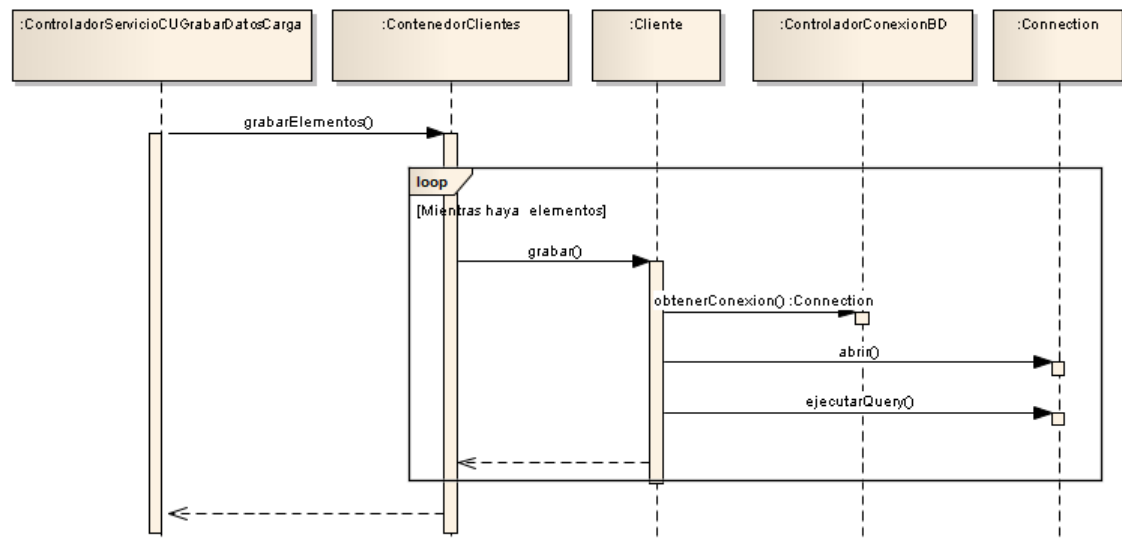 :ControladorServicioCUGrabarDatosCarga
:ContenedorClientes
:Cliente
:ControladorConexionBD
:Connection
grabarElementos()
loop
[Mientras haya elementos]
grabar()
obtenerConexion() :Connection
abrir()
ejecutarQuery()